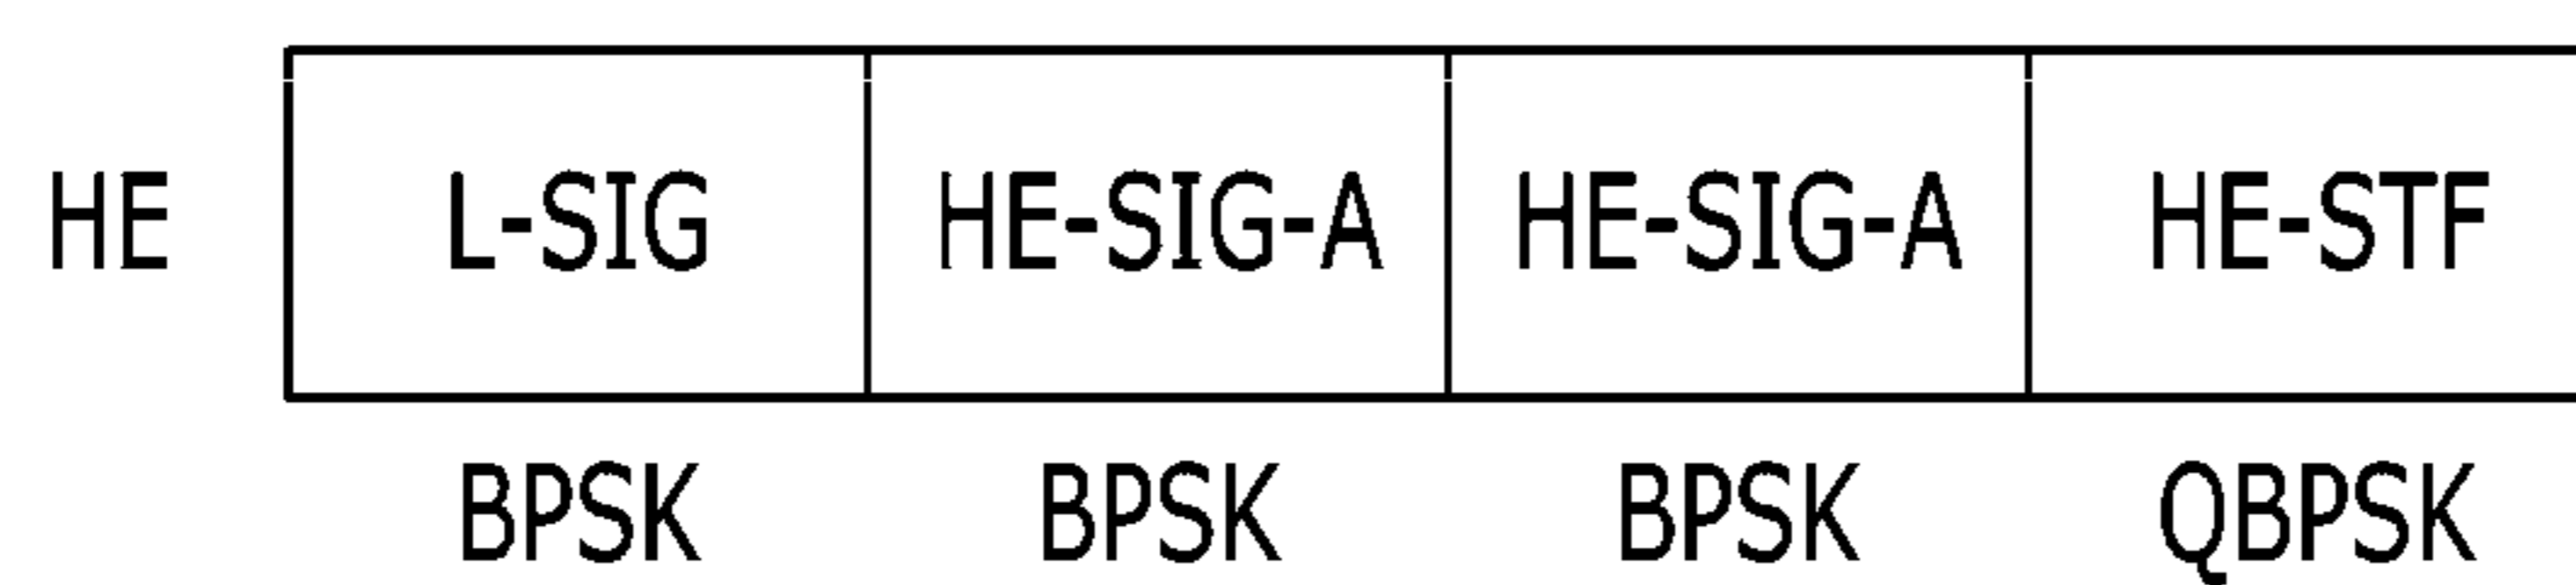 HE L-SIG HE-SIG-A HE-SIG-A HE-STF
BPSK BPSK BPSK QBPSK